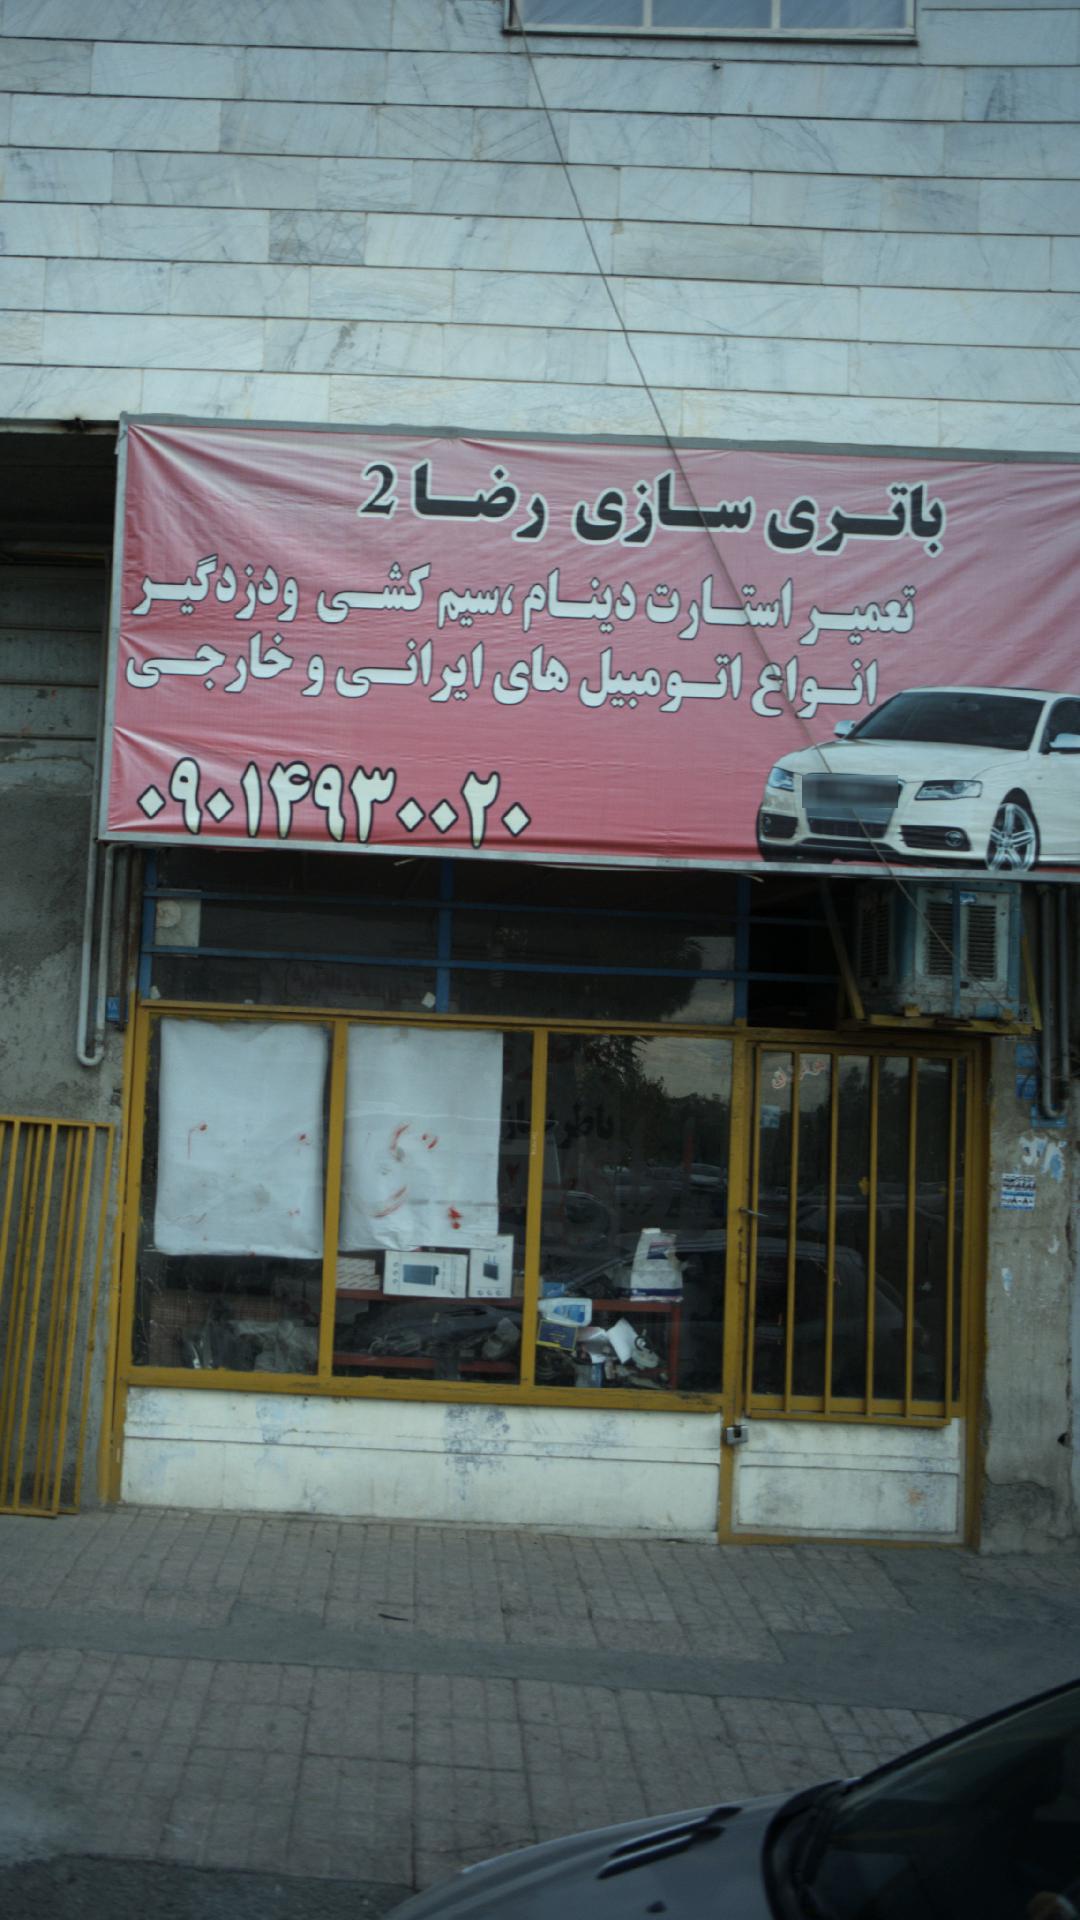 باتری سازی رضا 2
تعمیر استارت دینام ،سیم کشی ودزدگیر
انواع اتومبیل های ایرانی و خارجی
۰۹۰۱۴۹۳۰۰۲۰